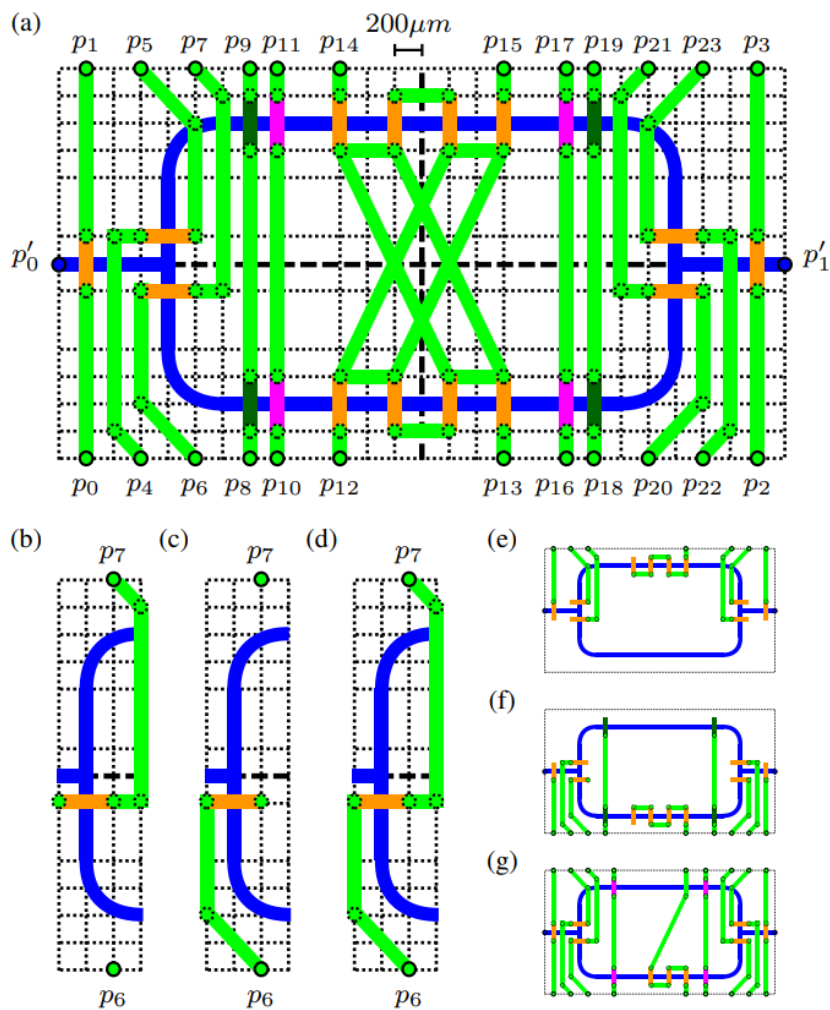 (a)
200μm
p₁ p₅ p₇ p₉ p₁₁ p₁₄ p₁₅ p₁₇ p₁₉ p₂₁ p₂₃ p₃
p′₀ p′₁
p₀ p₄ p₆ p₈ p₁₀ p₁₂ p₁₃ p₁₆ p₁₈ p₂₀ p₂₂ p₂
(b) p₇ (c) p₇ (d) p₇ (e)
(f)
(g)
p₆ p₆ p₆